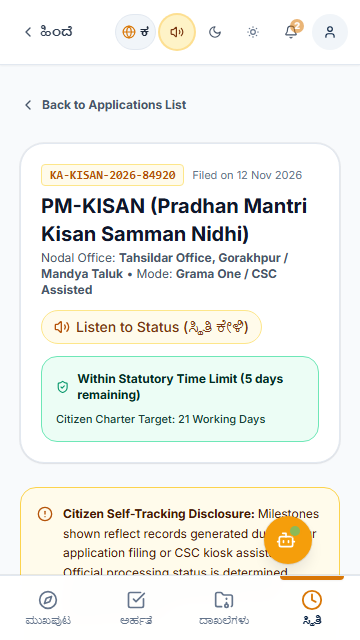 ಹಿಂದೆ
ಕ
2
Back to Applications List
KA-KISAN-2026-84920 Filed on 12 Nov 2026
PM-KISAN (Pradhan Mantri
Kisan Samman Nidhi)
Nodal Office: Tahsildar Office, Gorakhpur /
Mandya Taluk • Mode: Grama One / CSC
Assisted
Listen to Status (ಸ್ಥಿತಿ ಕೇಳಿ)
Within Statutory Time Limit (5 days
remaining)
Citizen Charter Target: 21 Working Days
Citizen Self-Tracking Disclosure: Milestones
shown reflect records generated
application filing or CSC kiosk
Official processing status is determined
ಮುಖಪುಟ ಅರ್ಹತೆ ದಾಖಲೆಗಳು ಸ್ಥಿತಿ